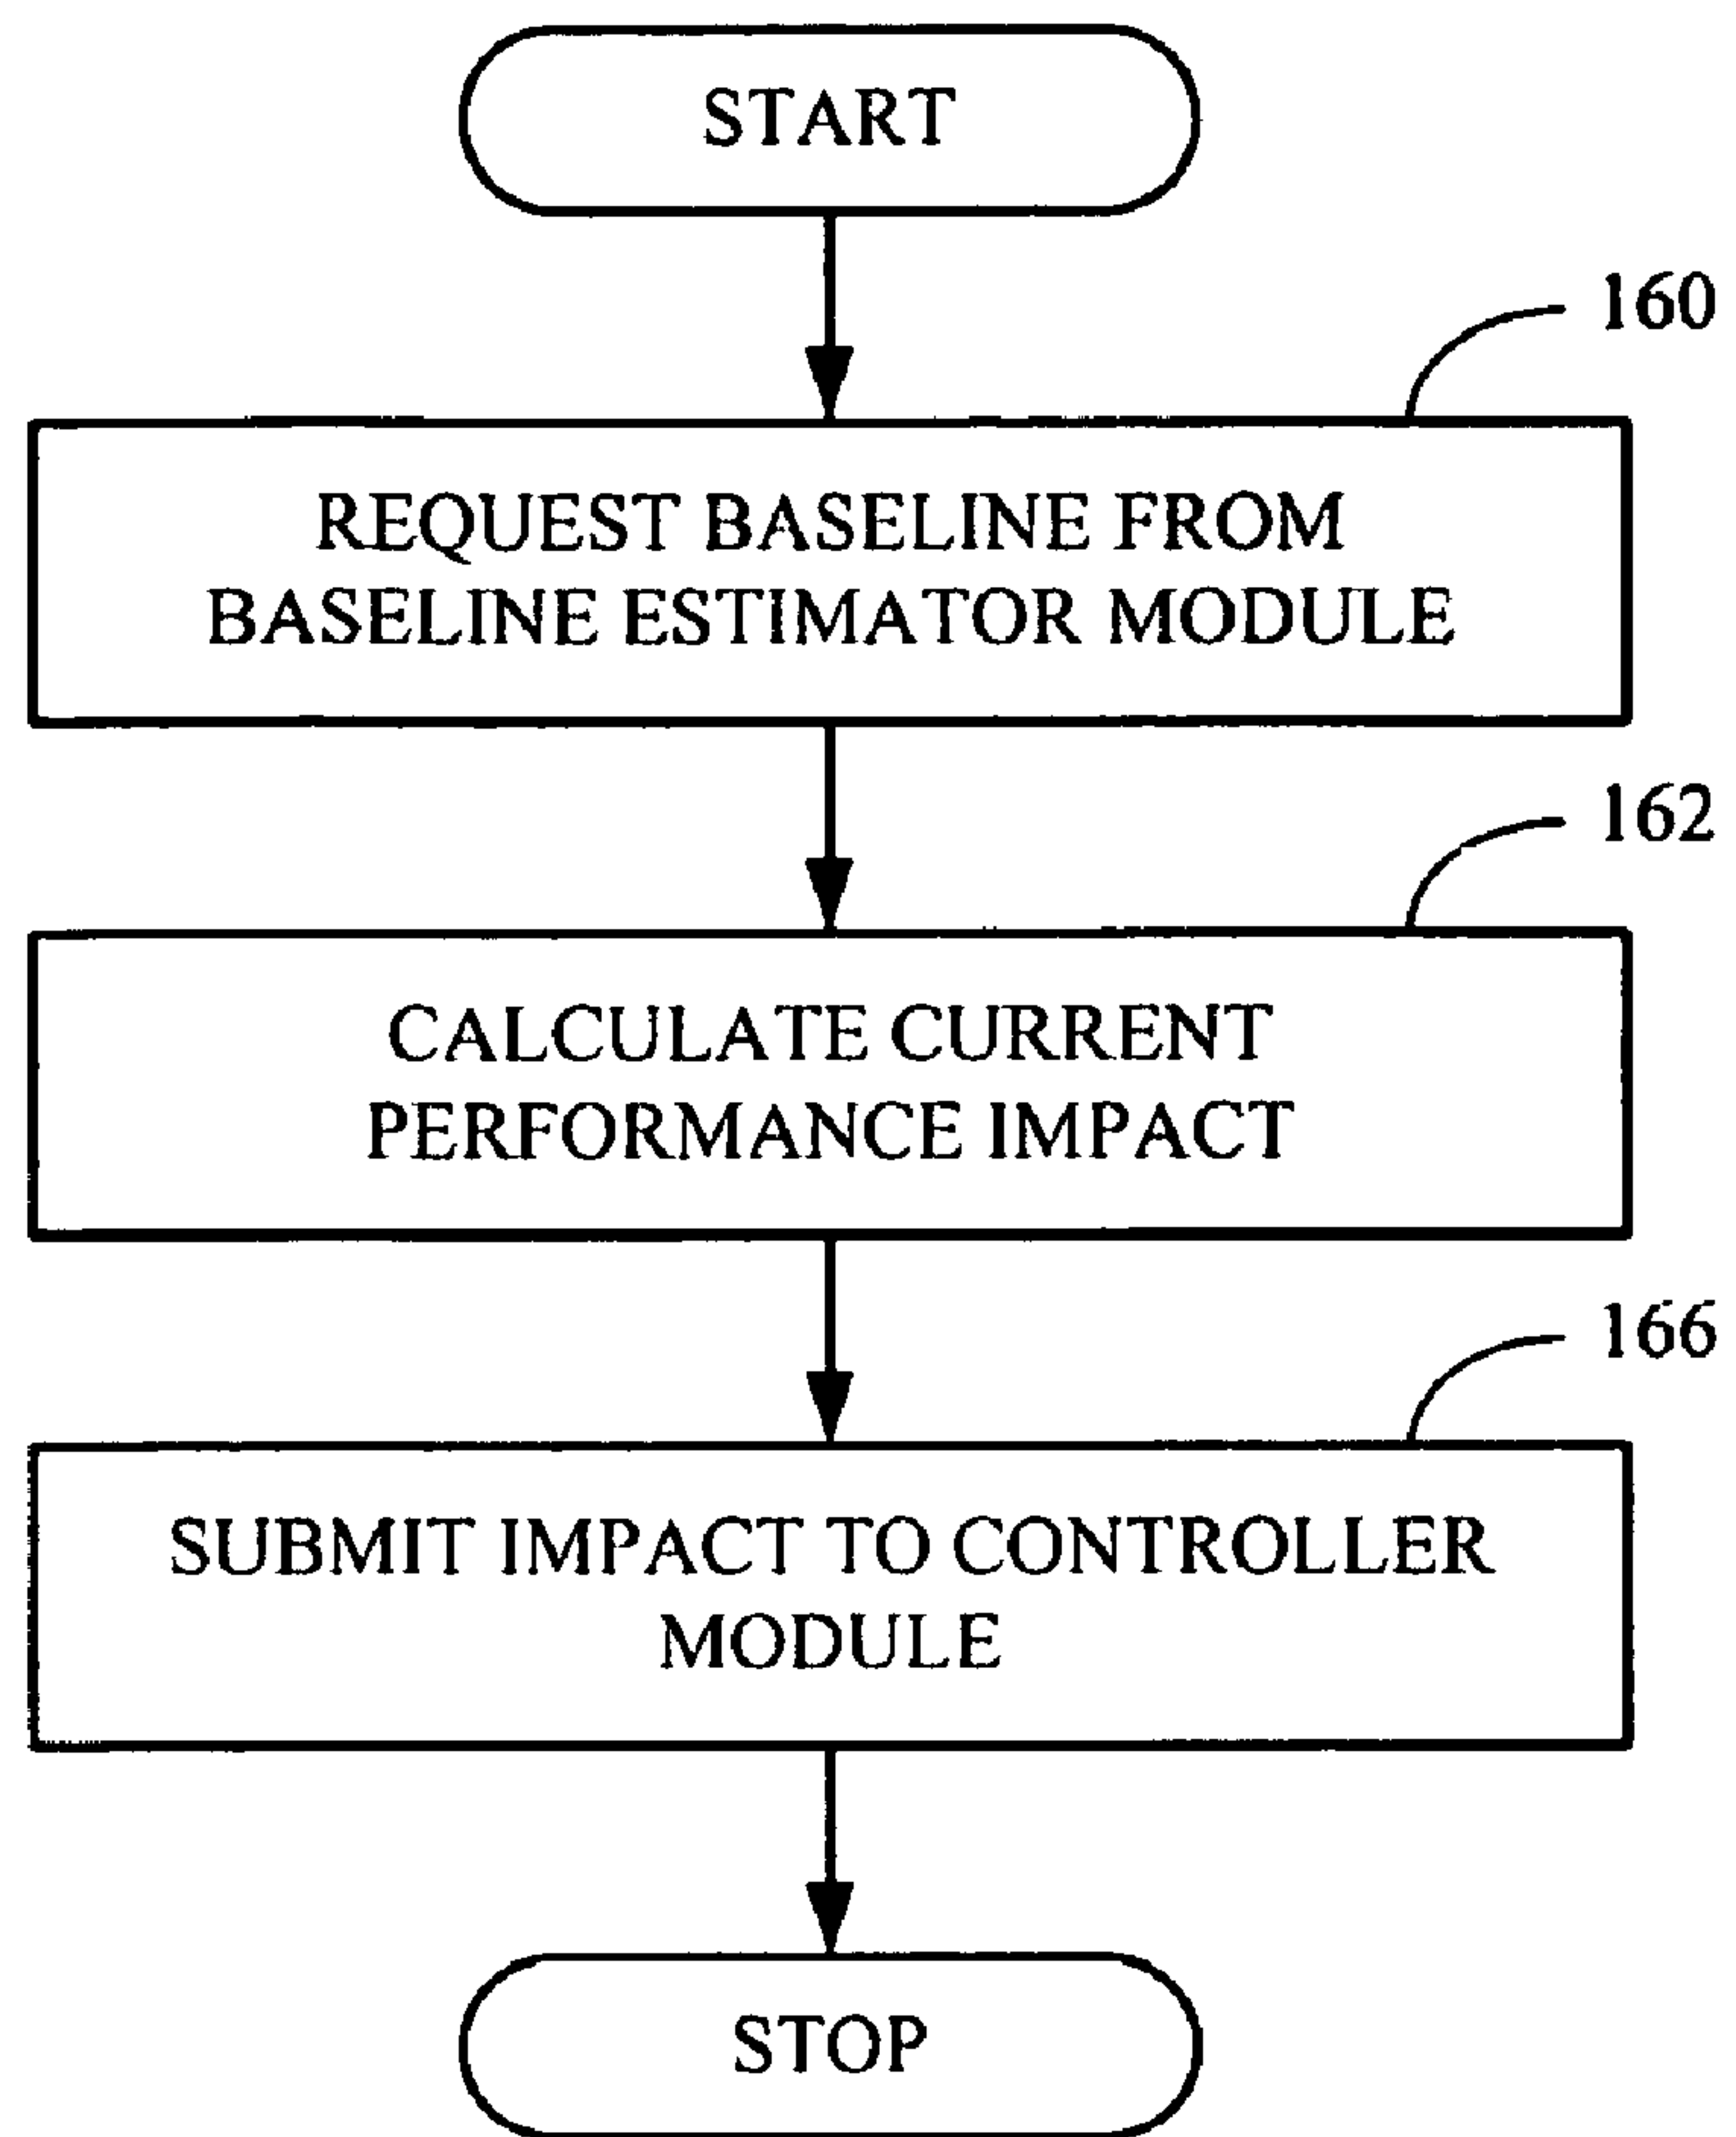 START
160
REQUEST BASELINE FROM
BASELINE ESTIMATOR MODULE
162
CALCULATE CURRENT
PERFORMANCE IMPACT
166
SUBMIT IMPACT TO CONTROLLER
MODULE
STOP